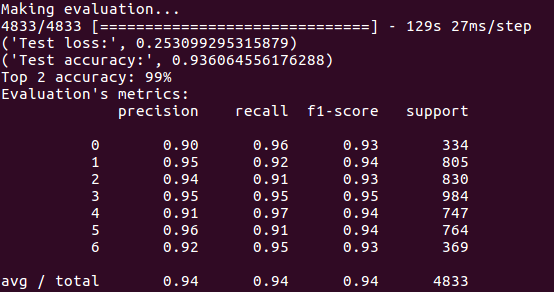 Making evaluation...
4833/4833 [==============================] - 129s 27ms/step
('Test loss:', 0.253099295315879)
('Test accuracy:', 0.936064556176288)
Top 2 accuracy: 99%
Evaluation's metrics:
precision recall f1-score support
0 0.90 0.96 0.93 334
1 0.95 0.92 0.94 805
2 0.94 0.91 0.93 830
3 0.95 0.95 0.95 984
4 0.91 0.97 0.94 747
5 0.96 0.91 0.94 764
6 0.92 0.95 0.93 369
avg / total 0.94 0.94 0.94 4833